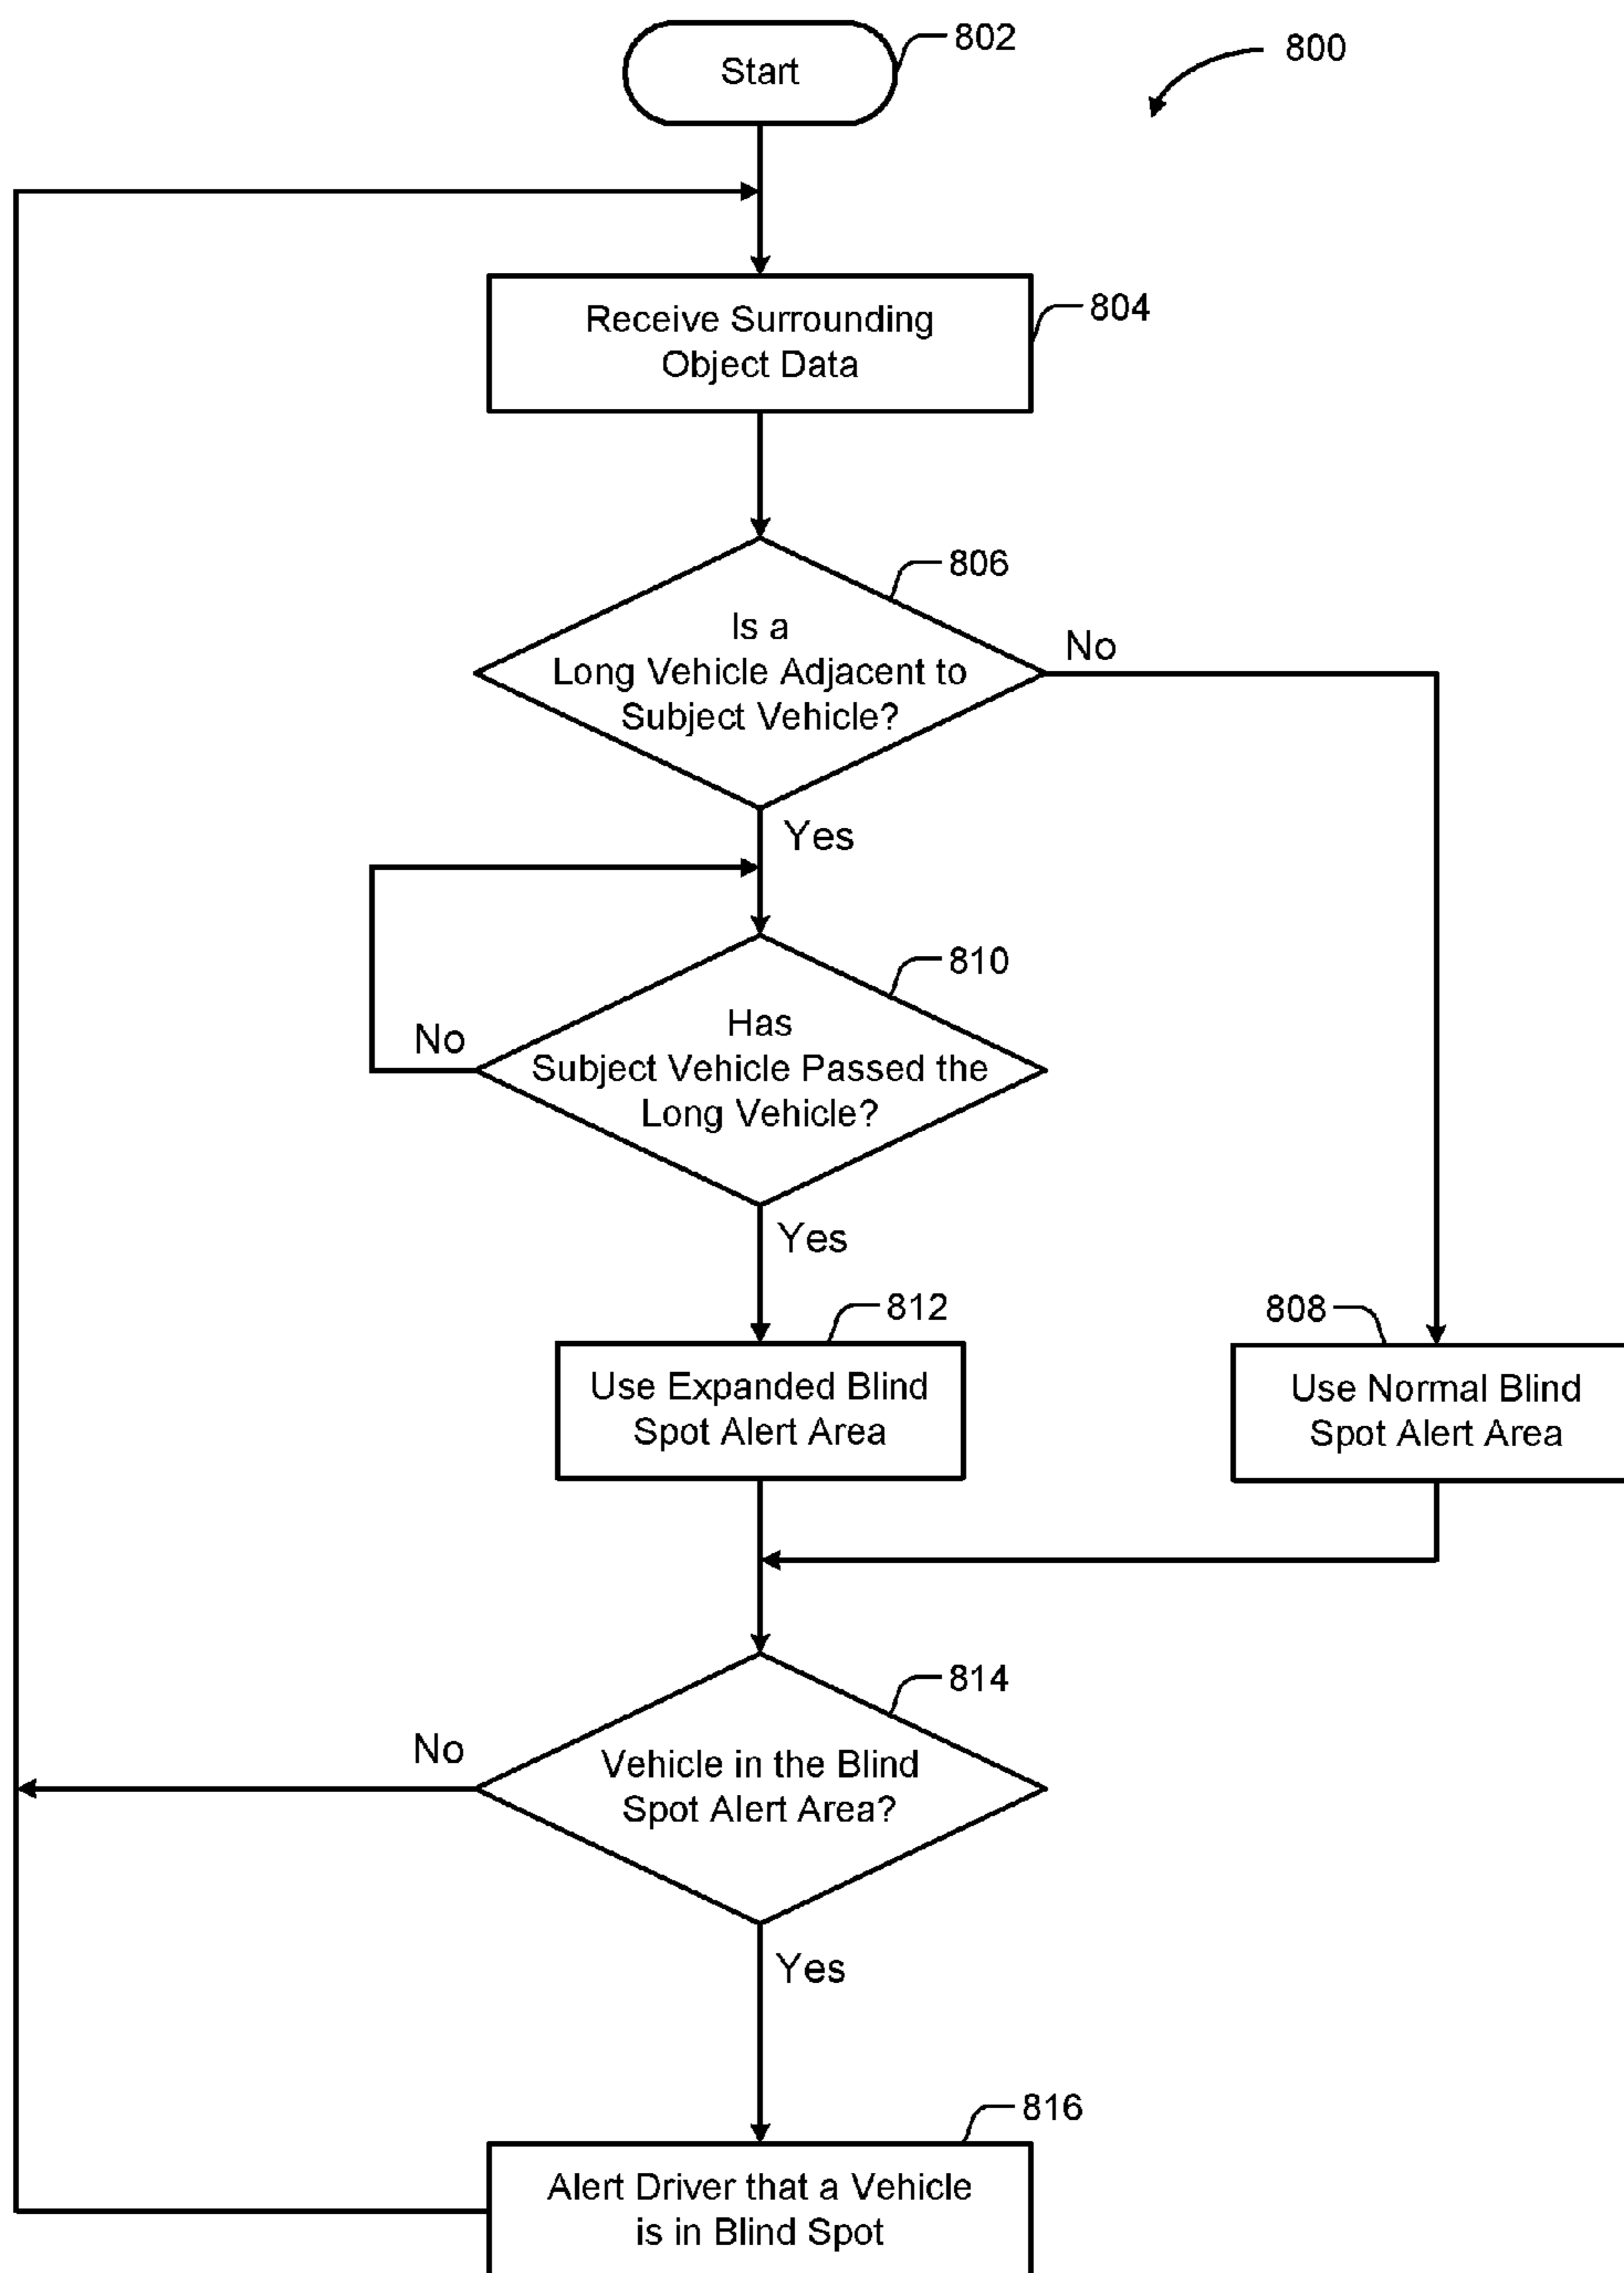 802
Start
800
804
Receive Surrounding
Object Data
806
Is a
Long Vehicle Adjacent to
Subject Vehicle?
No
Yes
810
Has
Subject Vehicle Passed the
Long Vehicle?
No
Yes
812
Use Expanded Blind
Spot Alert Area
808
Use Normal Blind
Spot Alert Area
814
Vehicle in the Blind
Spot Alert Area?
No
Yes
816
Alert Driver that a Vehicle
is in Blind Spot